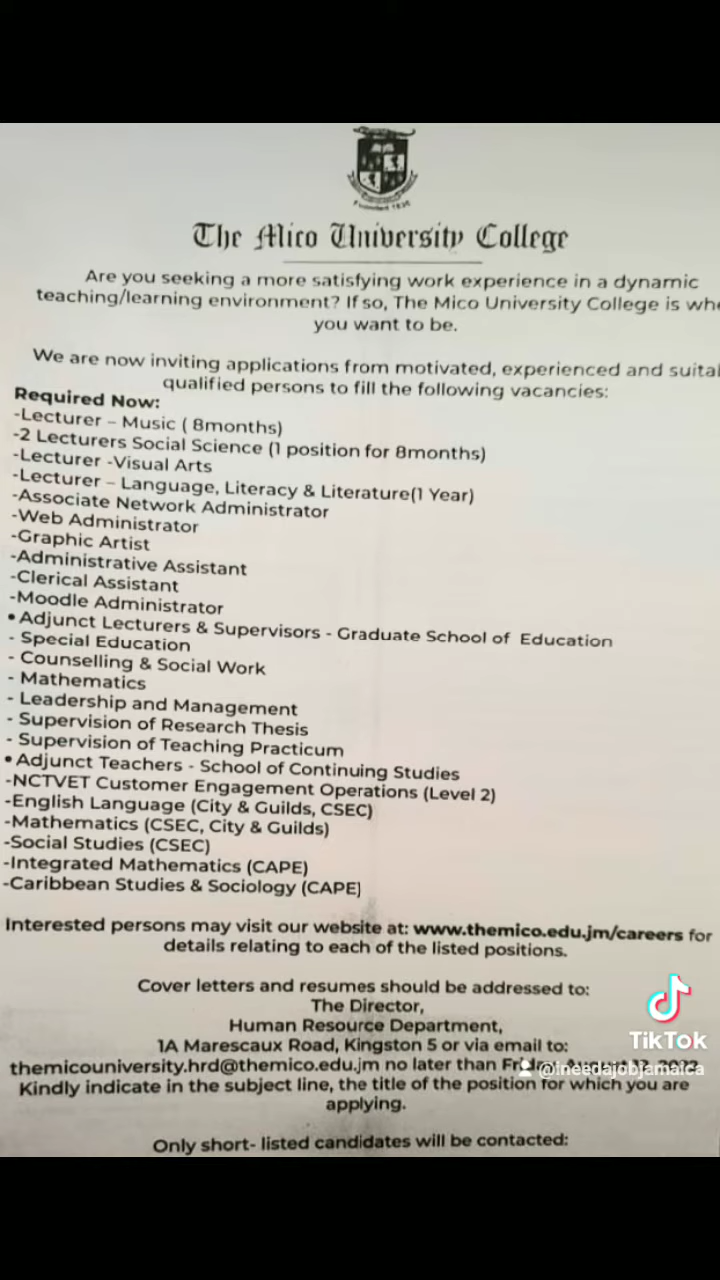 The Mico University College
Are you seeking a more satisfying work experience in a dynamic
teaching/learning environment? If so, The Mico University College is whe
you want to be.
We are now inviting applications from motivated, experienced and suital
qualified persons to fill the following vacancies:
Required Now:
-Lecturer – Music ( 8months)
-2 Lecturers Social Science (1 position for 8months)
-Lecturer -Visual Arts
-Lecturer – Language, Literacy & Literature(1 Year)
-Associate Network Administrator
-Web Administrator
-Graphic Artist
-Administrative Assistant
-Clerical Assistant
-Moodle Administrator
•Adjunct Lecturers & Supervisors - Graduate School of Education
- Special Education
- Counselling & Social Work
- Mathematics
- Leadership and Management
- Supervision of Research Thesis
- Supervision of Teaching Practicum
•Adjunct Teachers - School of Continuing Studies
-NCTVET Customer Engagement Operations (Level 2)
-English Language (City & Guilds, CSEC)
-Mathematics (CSEC, City & Guilds)
-Social Studies (CSEC)
-Integrated Mathematics (CAPE)
-Caribbean Studies & Sociology (CAPE)
Interested persons may visit our website at: www.themico.edu.jm/careers for
details relating to each of the listed positions.
Cover letters and resumes should be addressed to:
The Director,
Human Resource Department,
1A Marescaux Road, Kingston 5 or via email to:
themicouniversity.hrd@themico.edu.jm no later than
Kindly indicate in the subject line, the title of the position for which you are
applying.
Only short- listed candidates will be contacted:
TikTok
@ineedajobjamaica